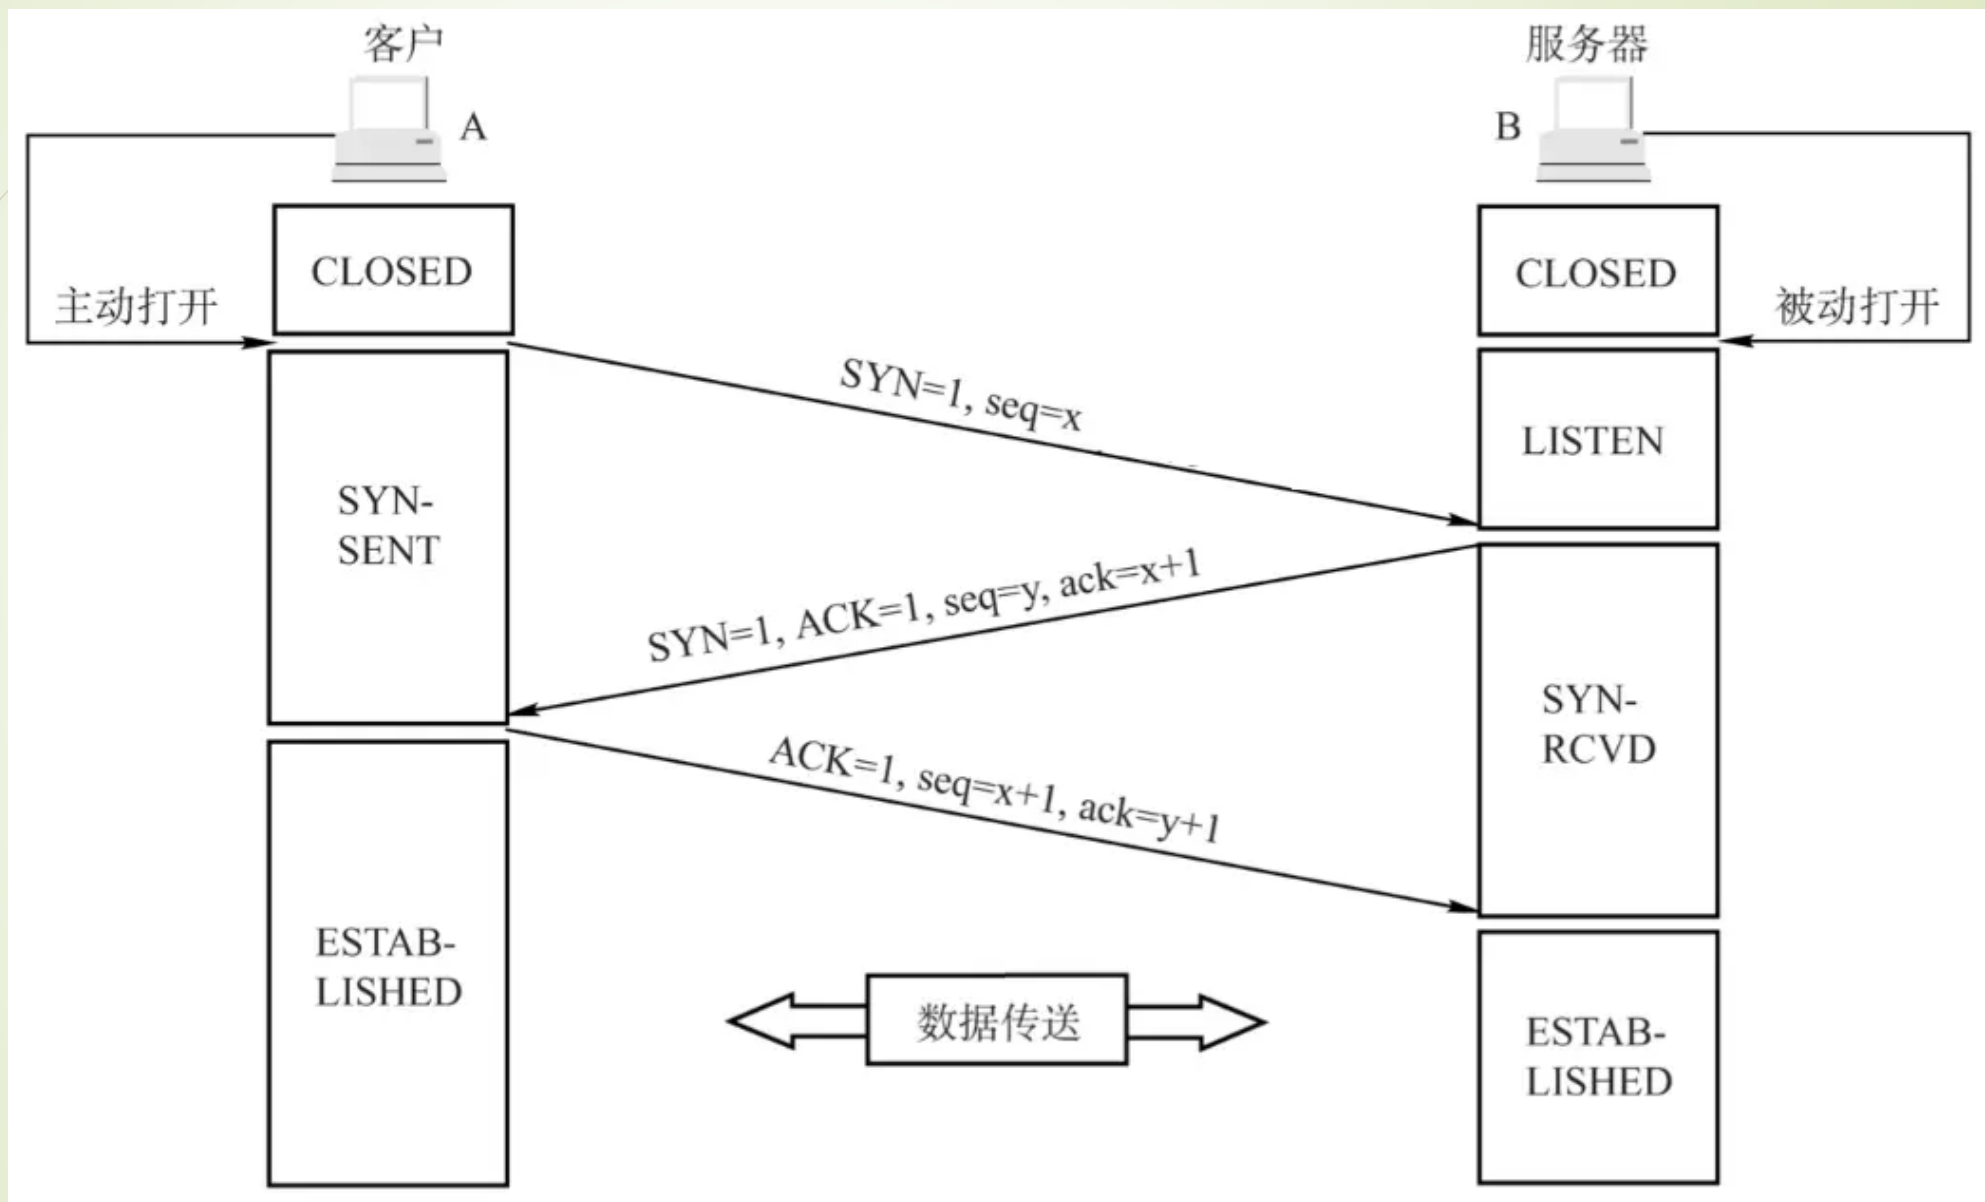 客户
服务器
A
B
CLOSED
CLOSED
主动打开
被动打开
SYN=1, seq=x
LISTEN
SYN-
SENT
SYN=1, ACK=1, seq=y, ack=x+1
SYN-
RCVD
ACK=1, seq=x+1, ack=y+1
ESTAB-
LISHED
数据传送
ESTAB-
LISHED